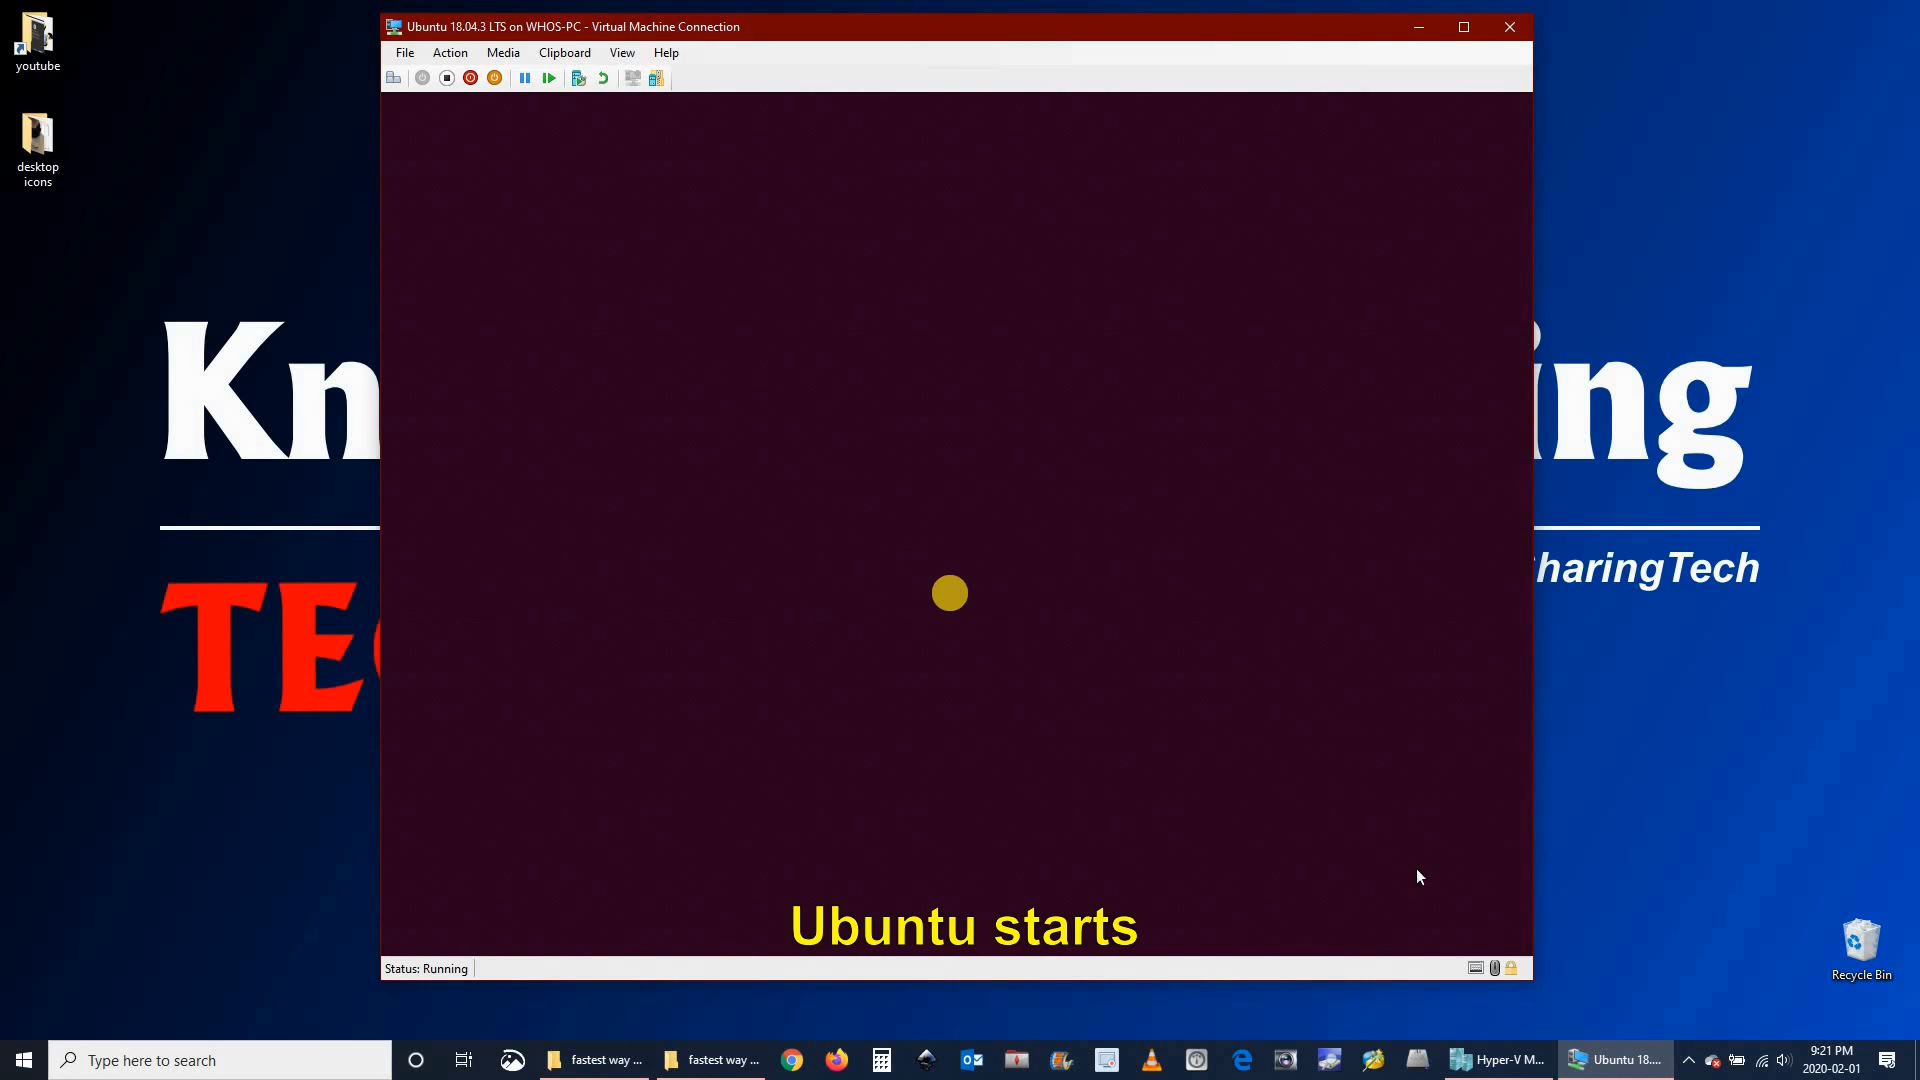 Ubuntu 18.04.3 LTS on WHOS-PC - Virtual Machine Connection
File Action Media Clipboard View Help
youtube
desktop
icons
Kn
ing
haringTech
TE
Ubuntu starts
Status: Running
Recycle Bin
Type here to search
fastest way ...
fastest way ...
Hyper-V M...
Ubuntu 18....
9:21 PM
2020-02-01